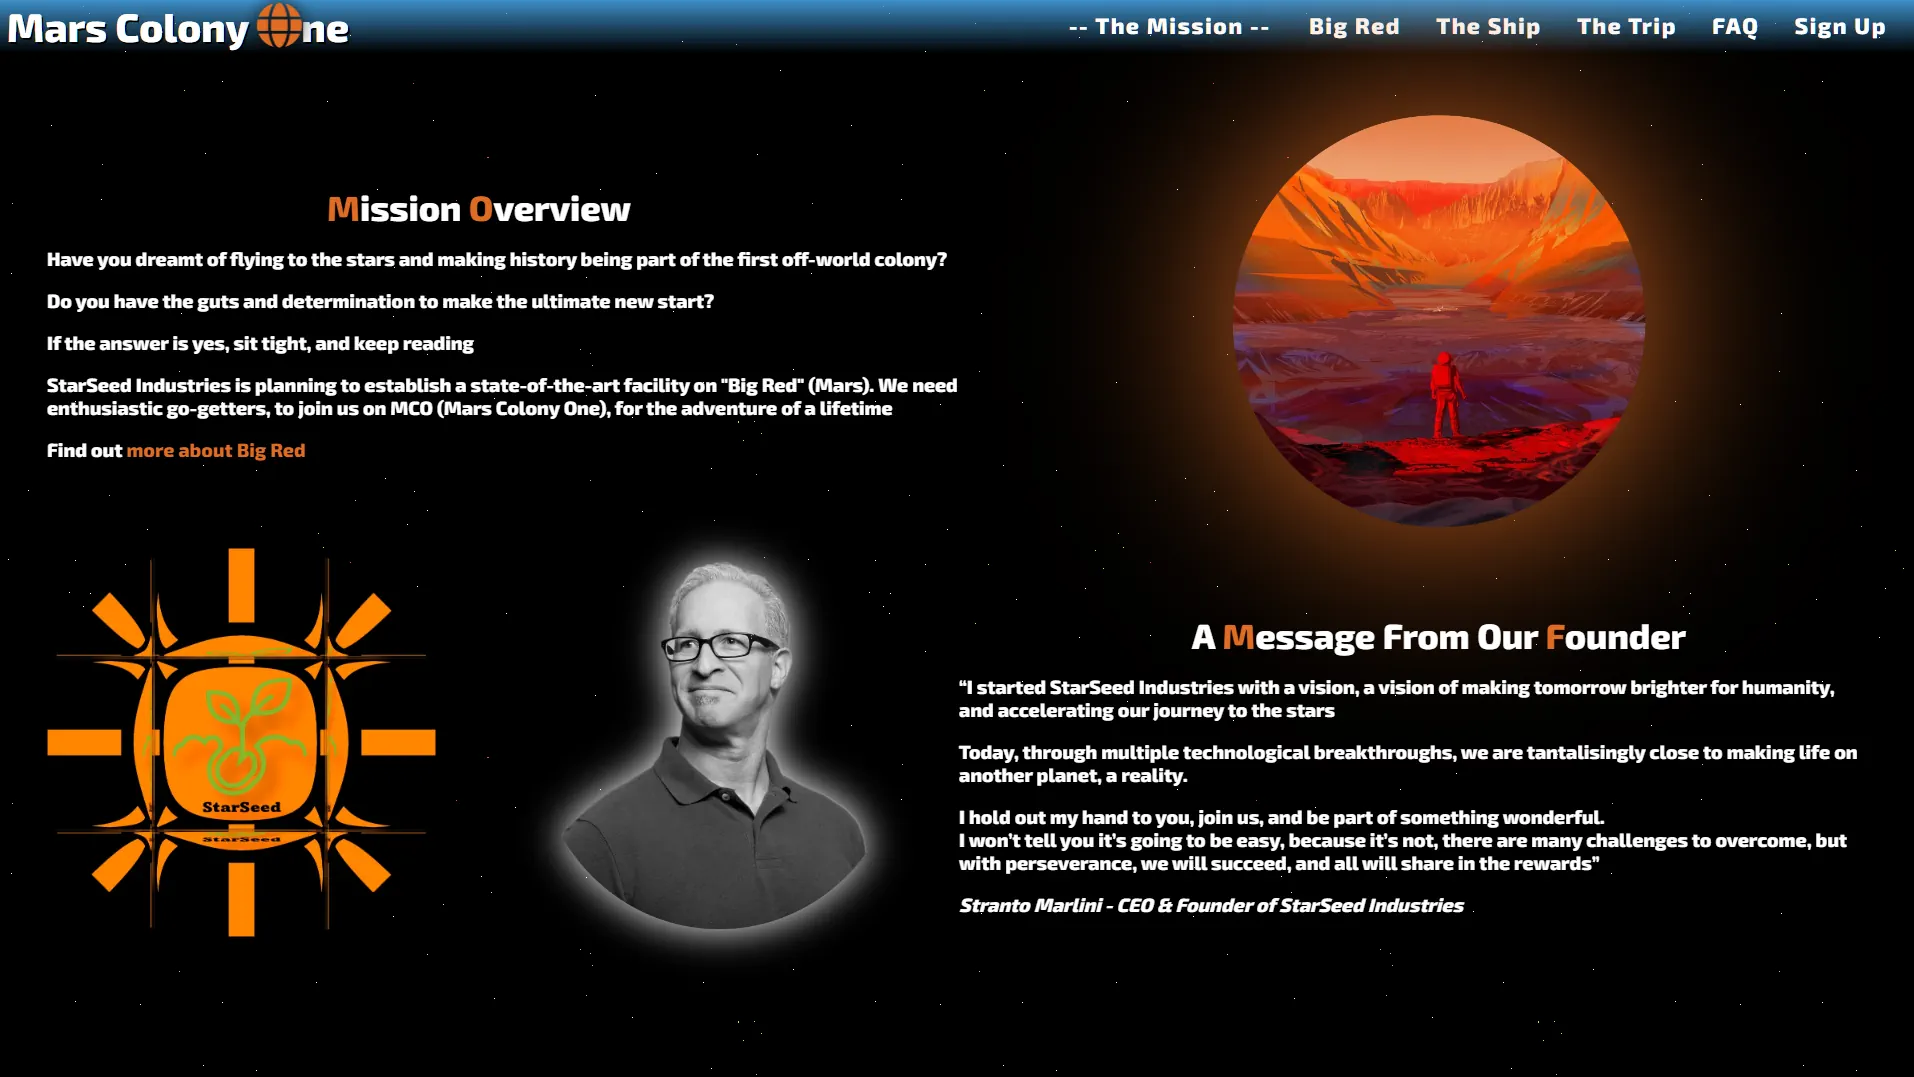 Mars Colony One
-- The Mission --
Big Red
The Ship
The Trip
FAQ
Sign Up
Mission Overview
Have you dreamt of flying to the stars and making history being part of the first off-world colony?
Do you have the guts and determination to make the ultimate new start?
If the answer is yes, sit tight, and keep reading
StarSeed Industries is planning to establish a state-of-the-art facility on "Big Red" (Mars). We need
enthusiastic go-getters, to join us on MCO (Mars Colony One), for the adventure of a lifetime
Find out more about Big Red
StarSeed
StarSeed
A Message From Our Founder
“I started StarSeed Industries with a vision, a vision of making tomorrow brighter for humanity,
and accelerating our journey to the stars
Today, through multiple technological breakthroughs, we are tantalisingly close to making life on
another planet, a reality.
I hold out my hand to you, join us, and be part of something wonderful.
I won’t tell you it’s going to be easy, because it’s not, there are many challenges to overcome, but
with perseverance, we will succeed, and all will share in the rewards”
Stranto Marlini - CEO & Founder of StarSeed Industries